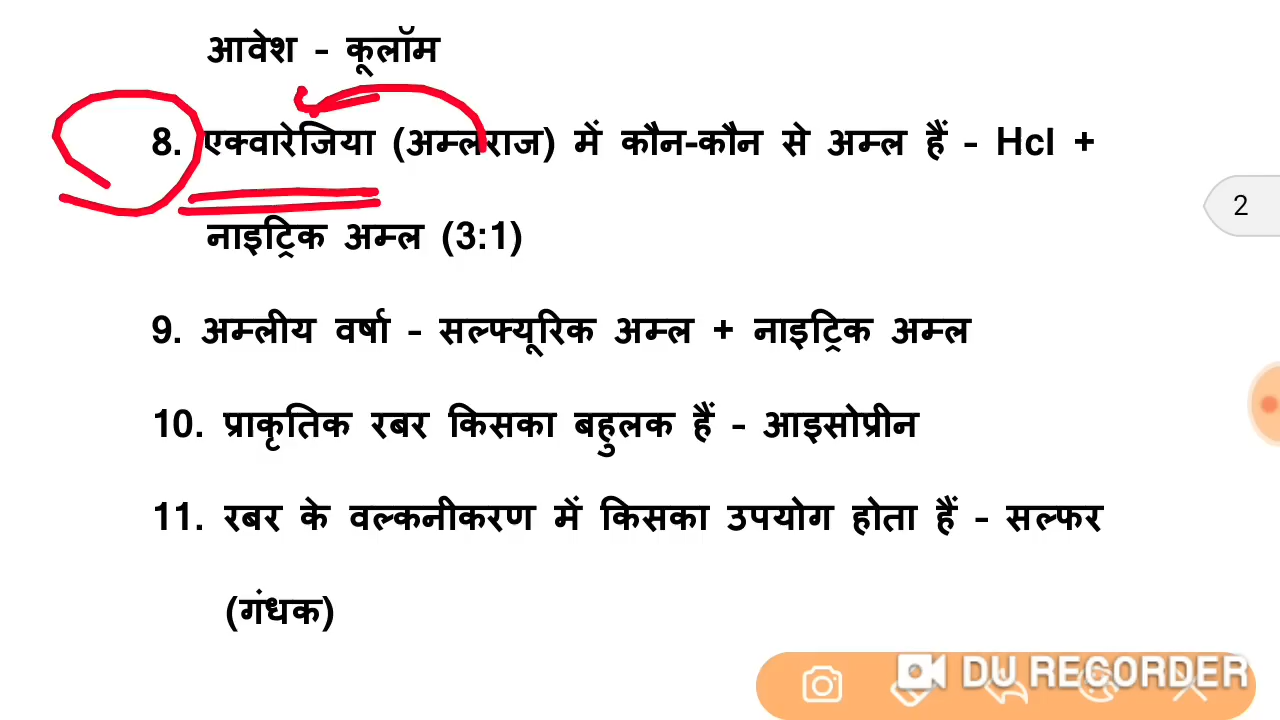 आवेश - कूलॉम
8. एक्वारेजिया (अम्लराज) में कौन-कौन से अम्ल हैं - Hcl +
2
नाइट्रिक अम्ल (3:1)
9. अम्लीय वर्षा - सल्फ्यूरिक अम्ल + नाइट्रिक अम्ल
10. प्राकृतिक रबर किसका बहुलक हैं - आइसोप्रीन
11. रबर के वल्कनीकरण में किसका उपयोग होता हैं - सल्फर
(गंधक)
DU RECORDER